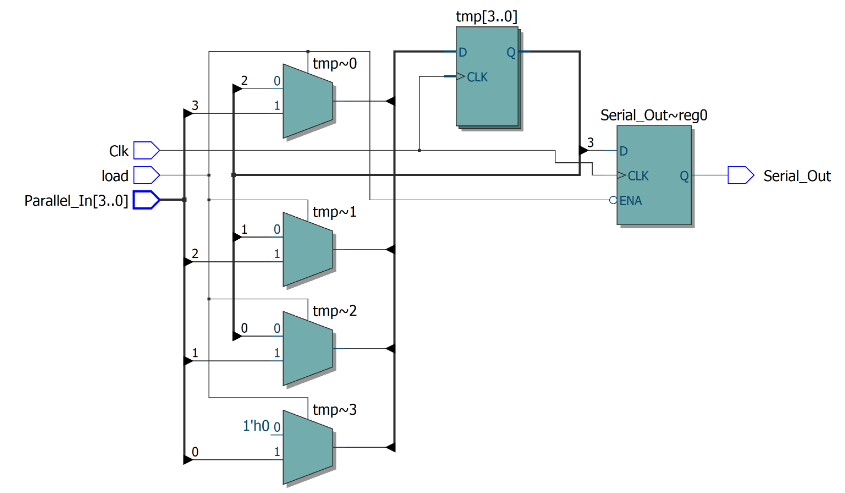 tmp[3..0]
tmp~0
D
Q
2
0
CLK
3
1
Serial_Out~reg0
Clk
3
D
load
CLK
Q
Serial_Out
Parallel_In[3..0]
ENA
tmp~1
1
0
2
1
tmp~2
0
0
1
1
tmp~3
1'h0
0
0
1